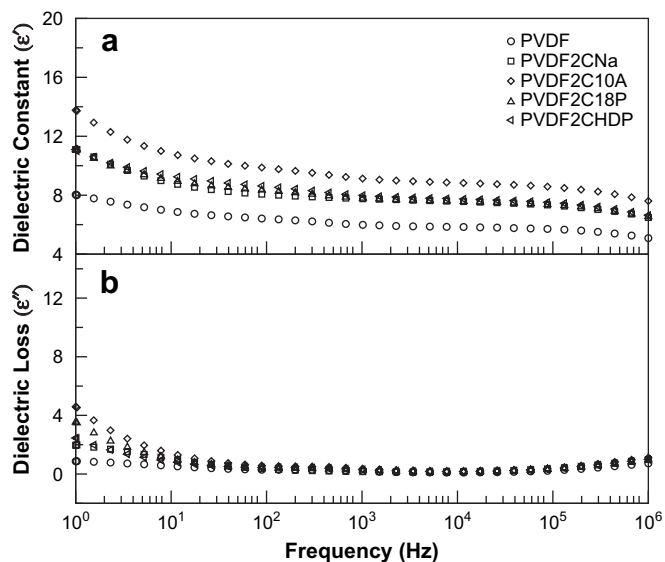 a
PVDF
PVDF2CNa
PVDF2C10A
PVDF2C18P
PVDF2CHDP
Dielectric Constant (ε′)
16
12
8
4
b
Dielectric Loss (ε″)
12
8
4
0
10⁰ 10¹ 10² 10³ 10⁴ 10⁵ 10⁶
Frequency (Hz)